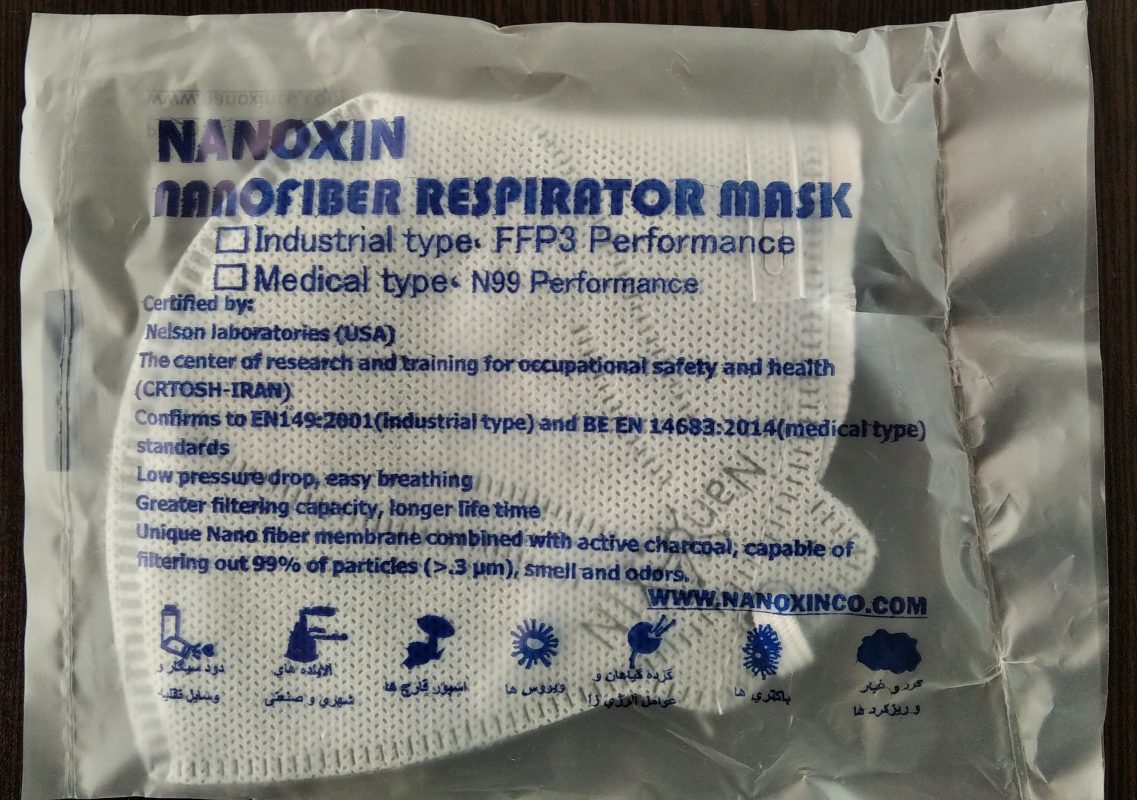 NANOXIN
NANOFIBER RESPIRATOR MASK
Industrial type، FFP3 Performance
Medical type، N99 Performance
Certified by:
Nelson laboratories (USA)
The center of research and training for occupational safety and health
(CRTOSH-IRAN)
Confirms to EN149:2001(industrial type) and BE EN 14683:2014(medical type)
standards
Low pressure drop, easy breathing
Greater filtering capacity, longer life time
Unique Nano fiber membrane combined with active charcoal, capable of
filtering out 99% of particles (>.3 µm), smell and odors.
WWW.NANOXINCO.COM
گرد و غبار
و ریزگرد ها
باکتری ها
گرده گیاهان و
عوامل آلرژی زا
ویروس ها
اسپور قارچ ها
آلاینده های
شهری و صنعتی
دود سیگار و
وسایل نقلیه